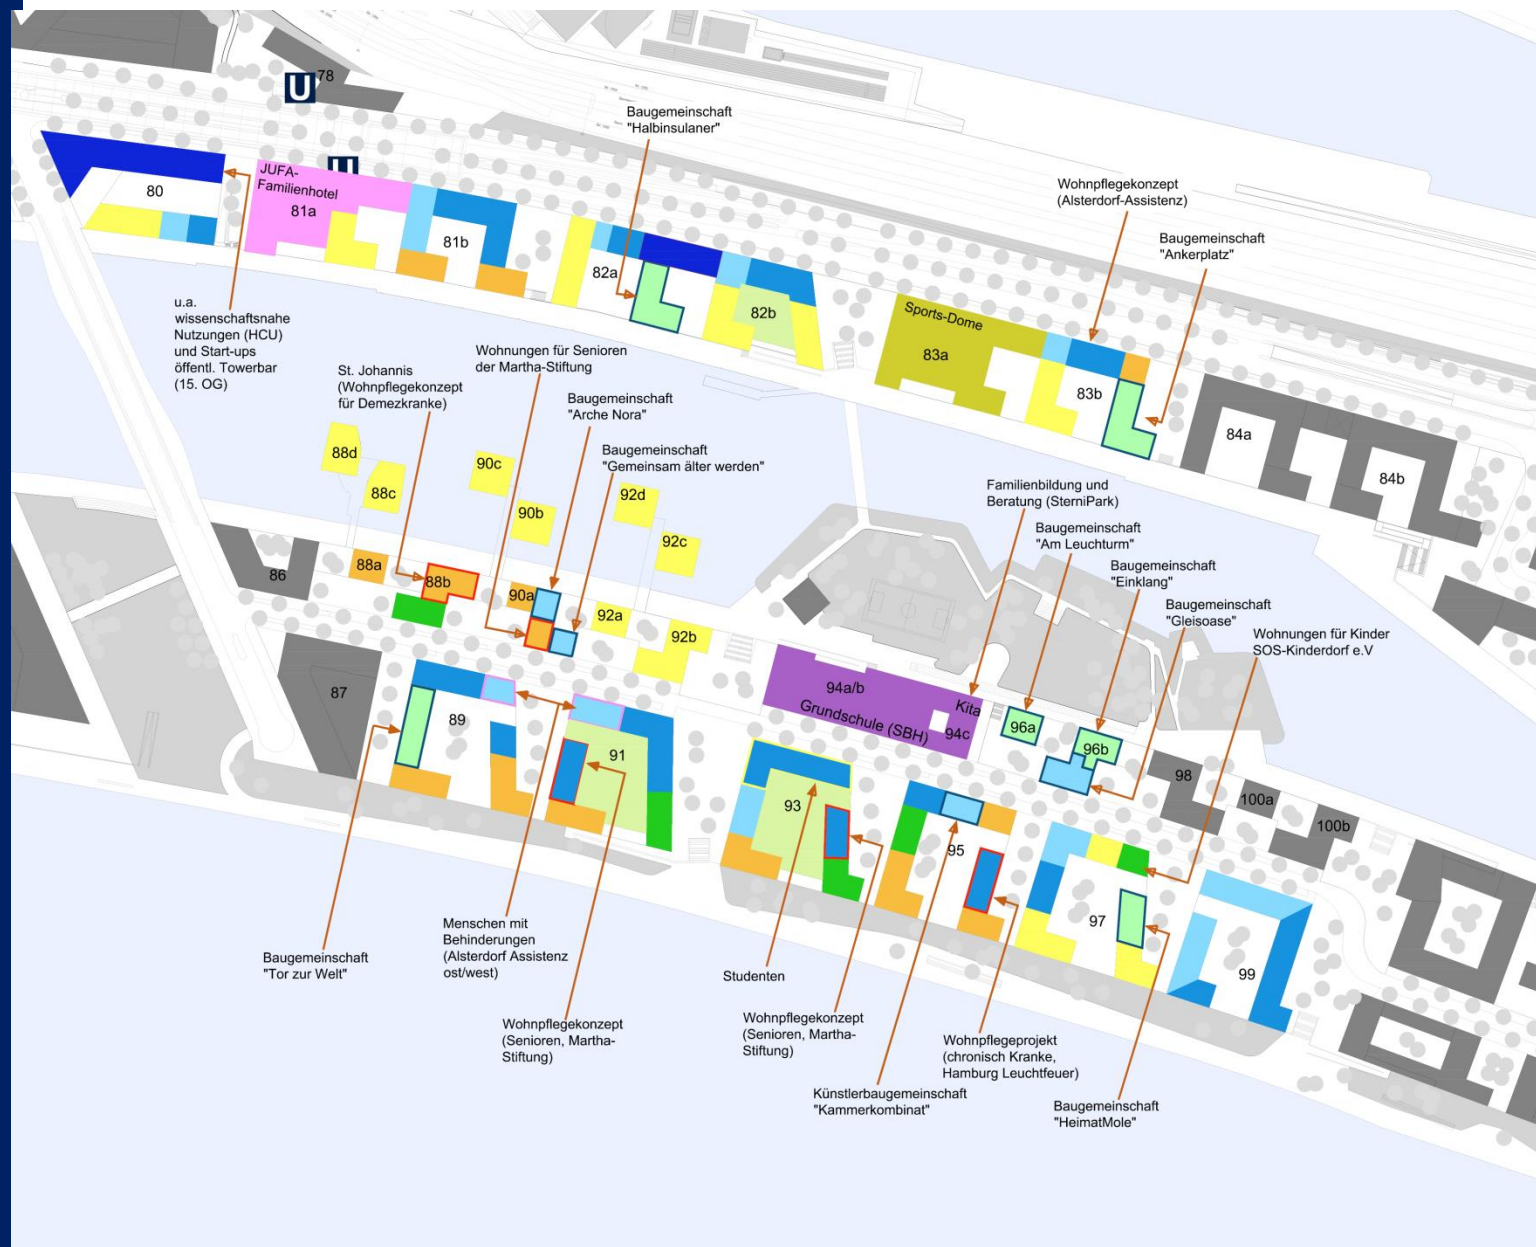 U
78
U
Baugemeinschaft
"Halbinsulaner"
Wohnpflegekonzept
(Alsterdorf-Assistenz)
Baugemeinschaft
"Ankerplatz"
80
JUFA-
Familienhotel
81a
81b
82a
82b
Sports-Dome
83a
83b
84a
84b
u.a.
wissenschaftsnahe
Nutzungen (HCU)
und Start-ups
öffentl. Towerbar
(15. OG)
St. Johannis
(Wohnpflegekonzept
für Demezkranke)
Wohnungen für Senioren
der Martha-Stiftung
Baugemeinschaft
"Arche Nora"
Baugemeinschaft
"Gemeinsam älter werden"
Familienbildung und
Beratung (SterniPark)
Baugemeinschaft
"Am Leuchturm"
Baugemeinschaft
"Einklang"
Baugemeinschaft
"Gleisoase"
Wohnungen für Kinder
SOS-Kinderdorf e.V
88d
88c
90c
90b
92d
92c
86
88a
88b
90a
92a
92b
87
89
91
94a/b
Grundschule (SBH)
Kita
94c
96a
96b
98
100a
100b
93
95
97
99
Baugemeinschaft
"Tor zur Welt"
Menschen mit
Behinderungen
(Alsterdorf Assistenz
ost/west)
Wohnpflegekonzept
(Senioren, Martha-
Stiftung)
Studenten
Wohnpflegekonzept
(Senioren, Martha-
Stiftung)
Künstlerbaugemeinschaft
"Kammerkombinat"
Wohnpflegeprojekt
(chronisch Kranke,
Hamburg Leuchtfeuer)
Baugemeinschaft
"HeimatMole"